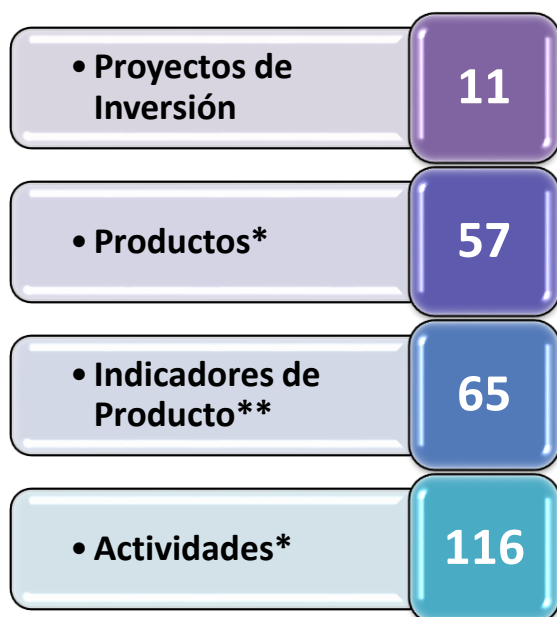 • Proyectos de
Inversión
11
• Productos*
57
• Indicadores de
Producto**
65
• Actividades*
116